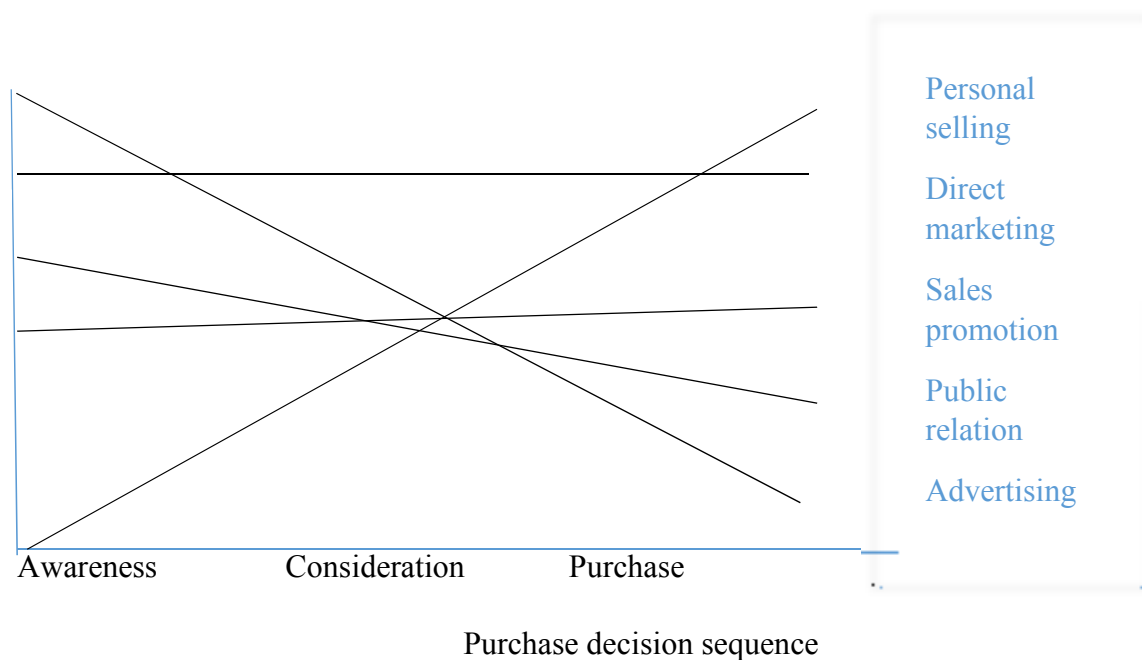 Personal
selling
Direct
marketing
Sales
promotion
Public
relation
Advertising
Awareness Consideration Purchase
Purchase decision sequence